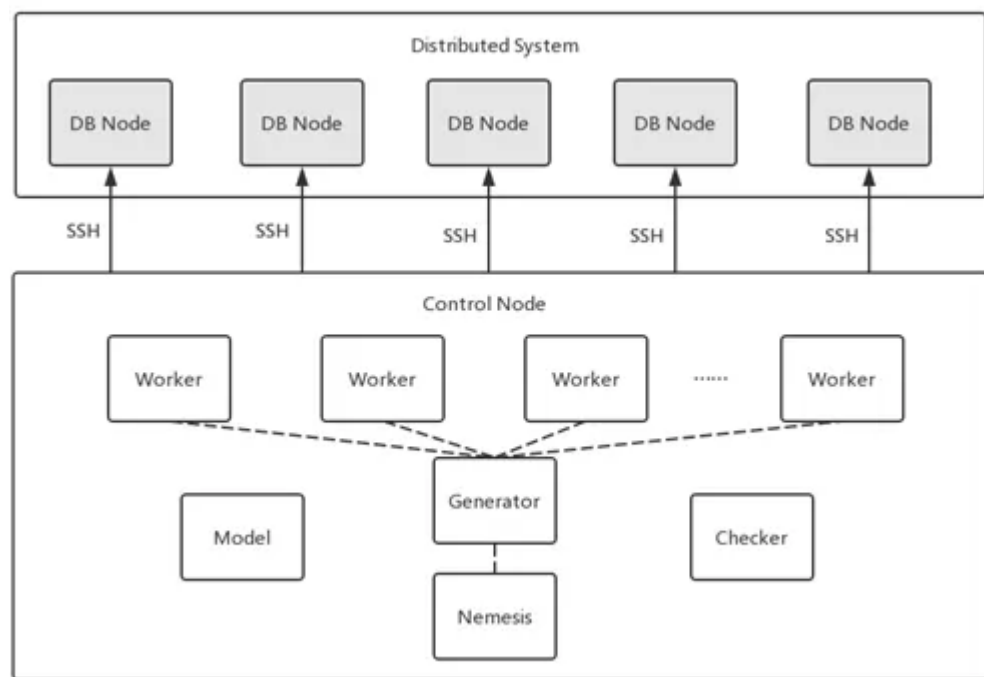 Distributed System
DB Node
DB Node
DB Node
DB Node
DB Node
SSH
SSH
SSH
SSH
SSH
Control Node
Worker
Worker
Worker
······
Worker
Generator
Model
Checker
Nemesis